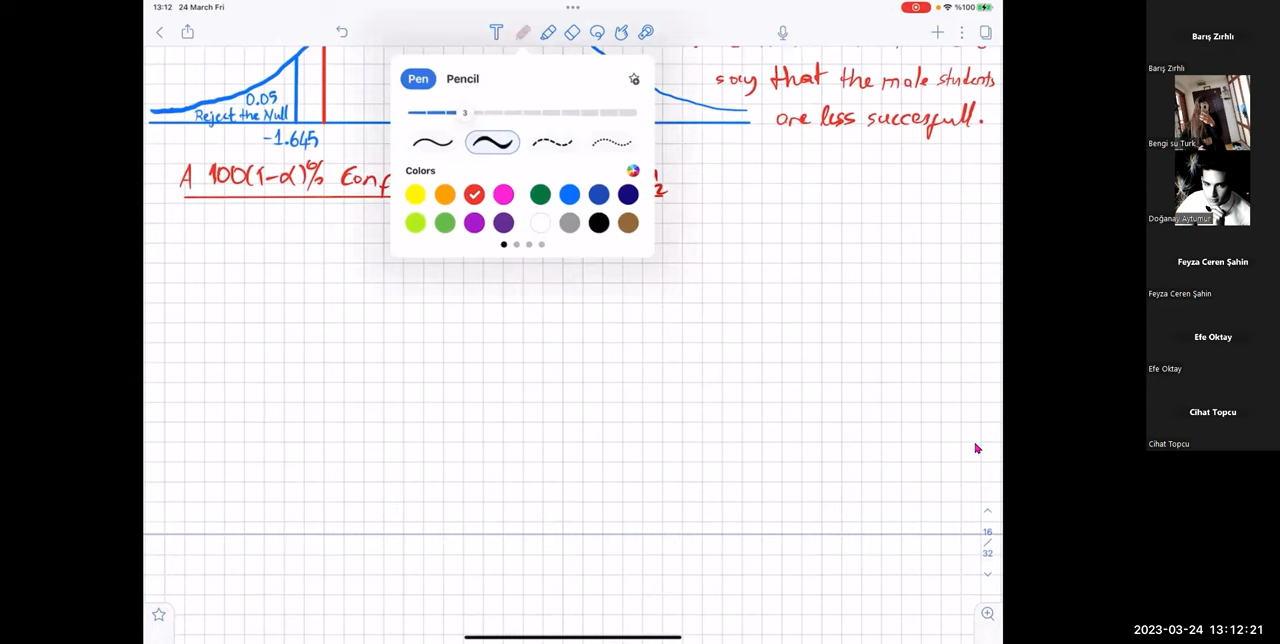 13:12 24 March Fri
%100
T
say that the male students
are less succesfull.
0.05
Reject the Null
-1.645
A 100(1-α)% Conf
2
Pen Pencil
3
Colors
16
/
32
Barış Zırhlı
Barış Zırhlı
Bengi su Turk
Doğanay Aytumur
Feyza Ceren Şahin
Feyza Ceren Şahin
Efe Oktay
Efe Oktay
Cihat Topcu
Cihat Topcu
2023-03-24 13:12:21